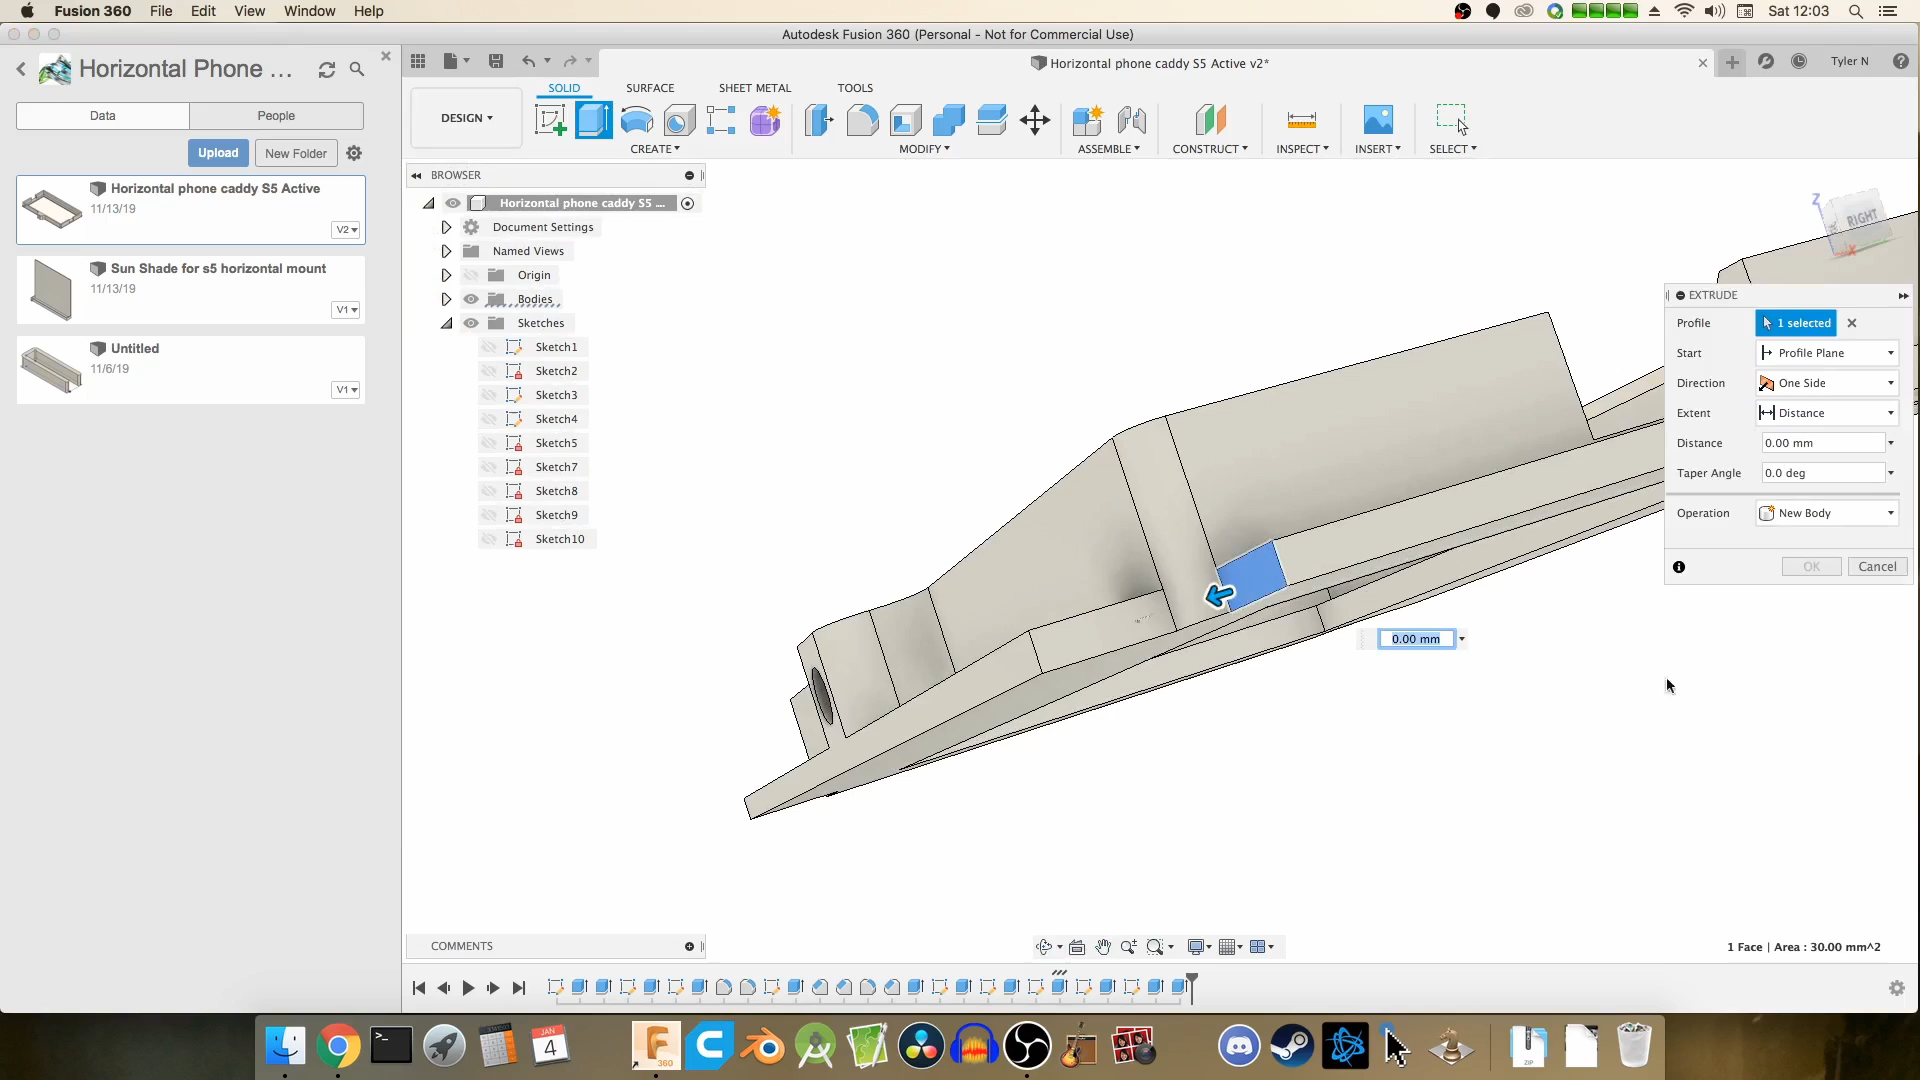 Fusion 360 File Edit View Window Help
Sat 12:03
Autodesk Fusion 360 (Personal - Not for Commercial Use)
Horizontal Phone ...
Data People
Upload New Folder
Horizontal phone caddy S5 Active
11/13/19
V2
Sun Shade for s5 horizontal mount
11/13/19
V1
Untitled
11/6/19
V1
Horizontal phone caddy S5 Active v2*
Tyler N
SOLID SURFACE SHEET METAL TOOLS
DESIGN
CREATE MODIFY ASSEMBLE CONSTRUCT INSPECT INSERT SELECT
BROWSER
Horizontal phone caddy S5 ...
Document Settings
Named Views
Origin
Bodies
Sketches
Sketch1
Sketch2
Sketch3
Sketch4
Sketch5
Sketch7
Sketch8
Sketch9
Sketch10
Z
RIGHT
X
EXTRUDE
Profile 1 selected
Start Profile Plane
Direction One Side
Extent Distance
Distance 0.00 mm
Taper Angle 0.0 deg
Operation New Body
OK Cancel
0.00 mm
COMMENTS
1 Face | Area : 30.00 mm^2
JAN
4
360
ZIP